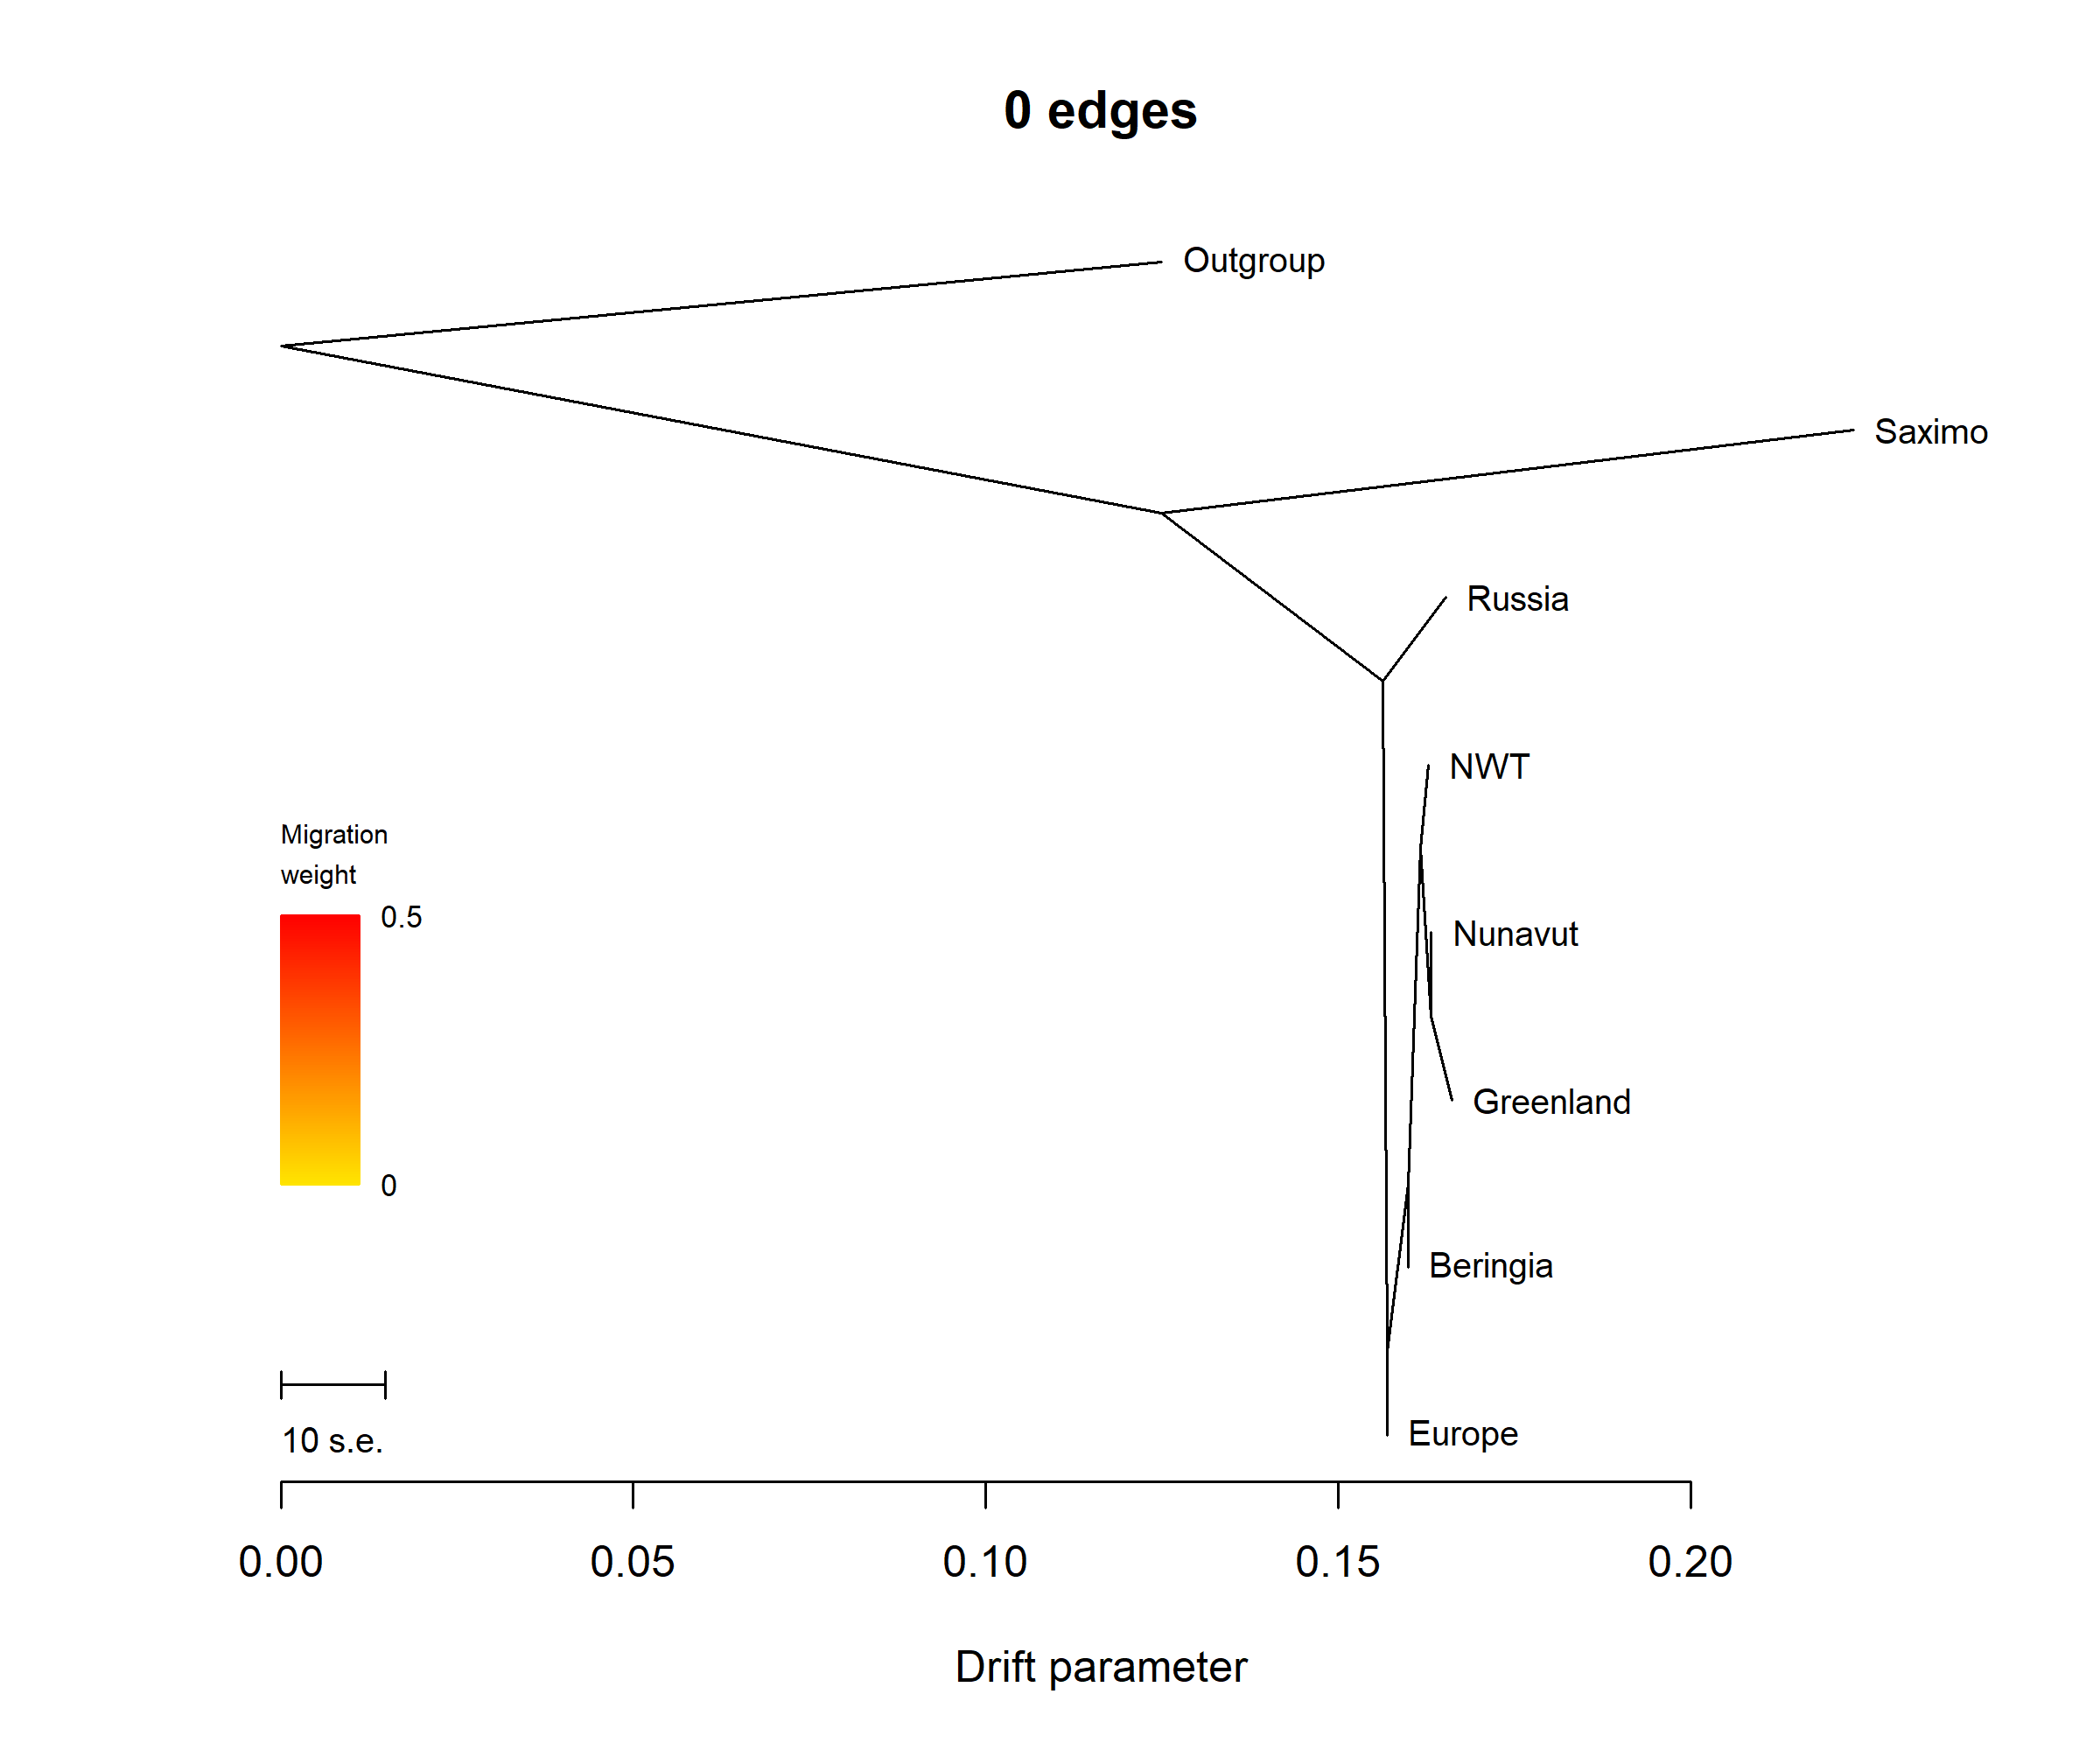 0 edges
Outgroup
Saximo
Russia
NWT
Migration
weight
0.5
Nunavut
Greenland
0
Beringia
Europe
10 s.e.
0.00 0.05 0.10 0.15 0.20
Drift parameter